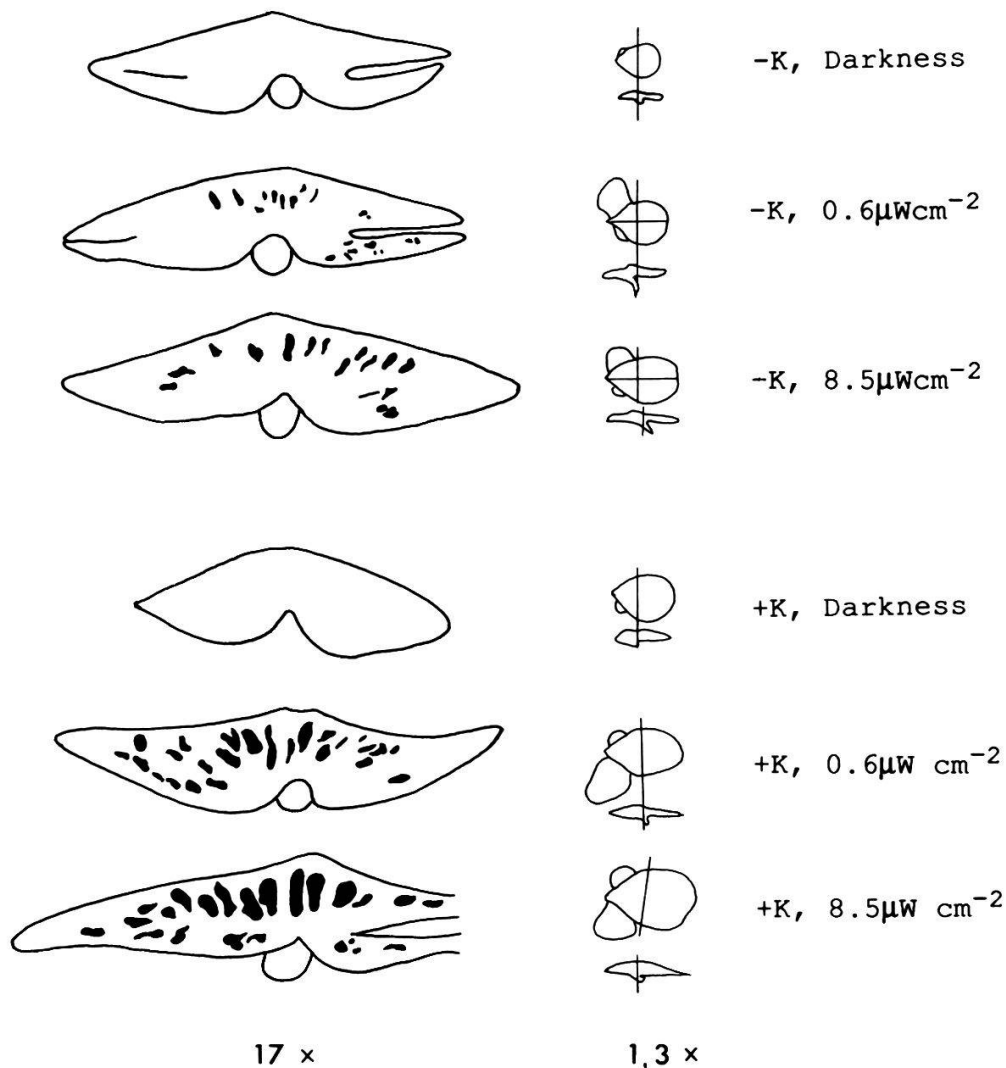 -K, Darkness
-K, 0.6μWcm⁻²
-K, 8.5μWcm⁻²
+K, Darkness
+K, 0.6μW cm⁻²
+K, 8.5μW cm⁻²
17 × 1,3 ×